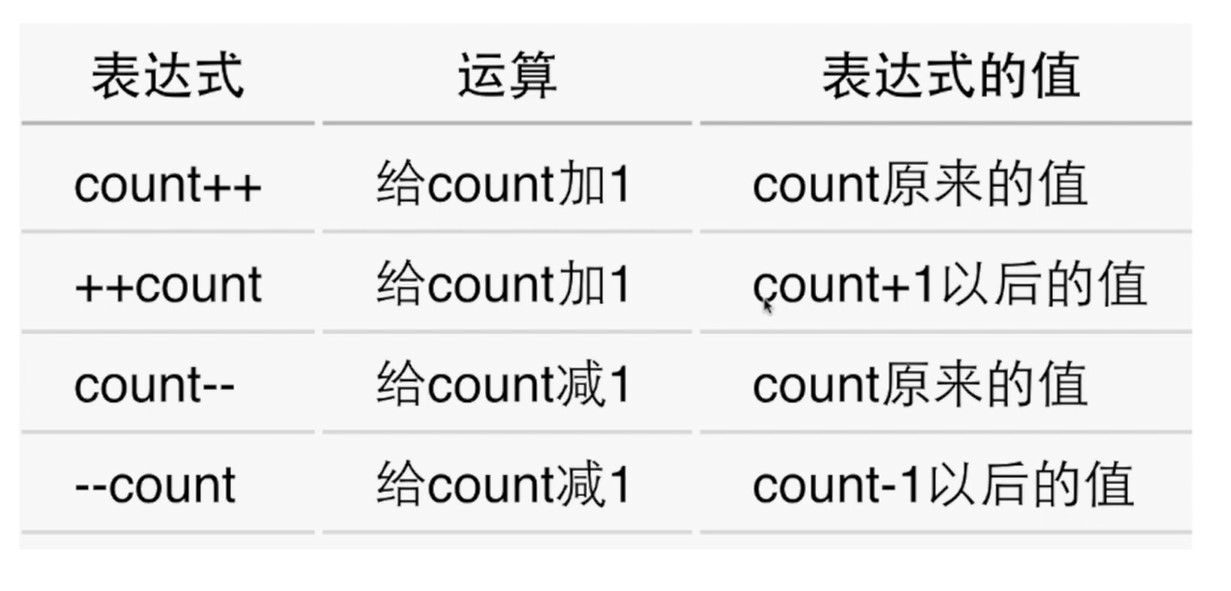 表达式 运算 表达式的值
count++ 给count加1 count原来的值
++count 给count加1 count+1以后的值
count-- 给count减1 count原来的值
--count 给count减1 count-1以后的值